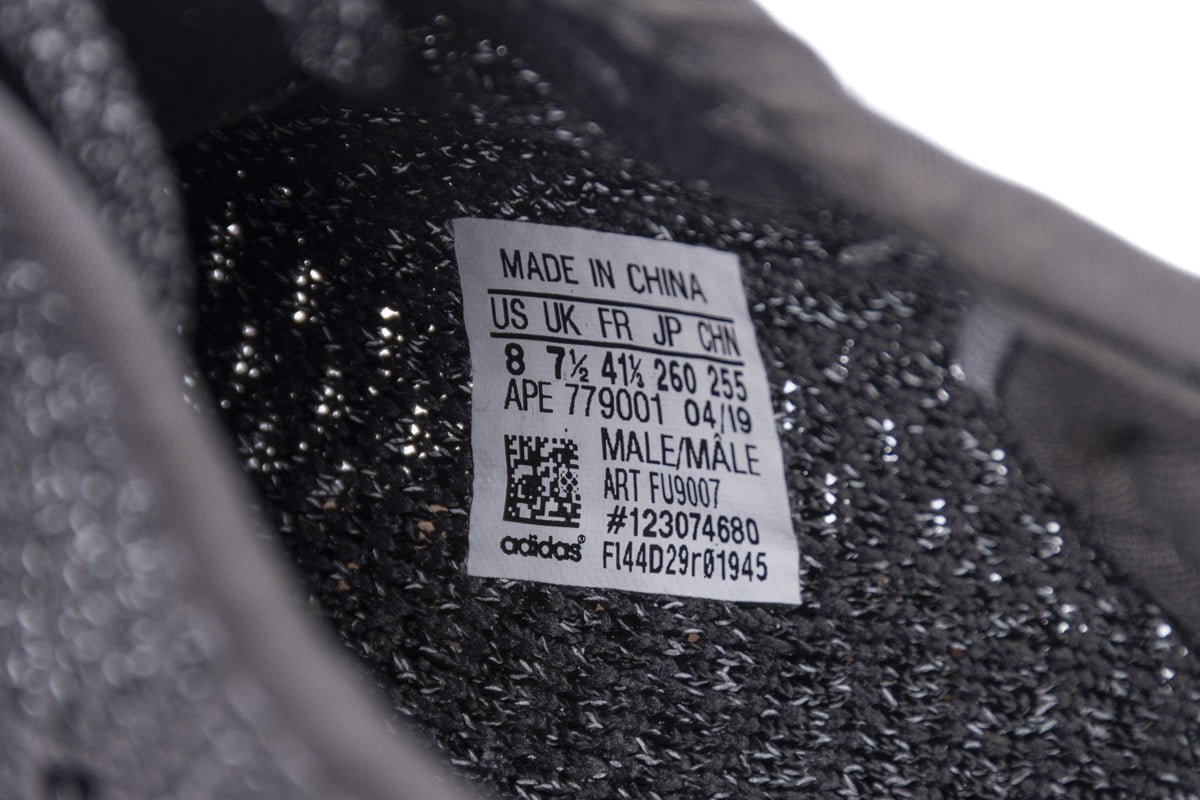 MADE IN CHINA
US UK FR JP CHN
8 7½ 41⅓ 260 255
APE 779001 04/19
MALE/MÂLE
ART FU9007
#123074680
adidas®
FI44D29rØ1945